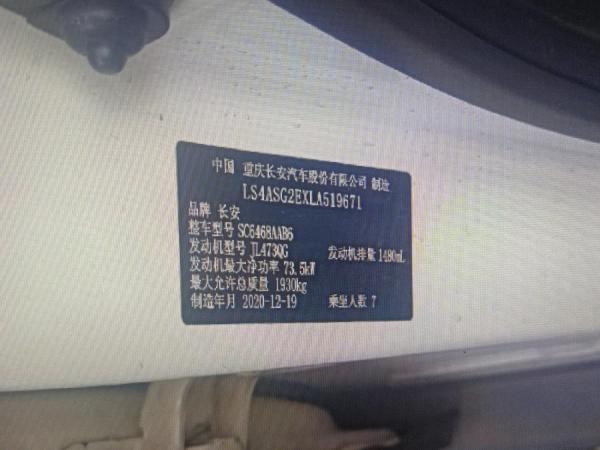 中国 重庆长安汽车股份有限公司 制造
LS4ASG2EXLA519671
品牌 长安
整车型号 SC6468AAB6
发动机型号 JL473QG 发动机排量 1480mL
发动机最大净功率 73.5kW
最大允许总质量 1930kg
制造年月 2020-12-19 乘坐人数 7